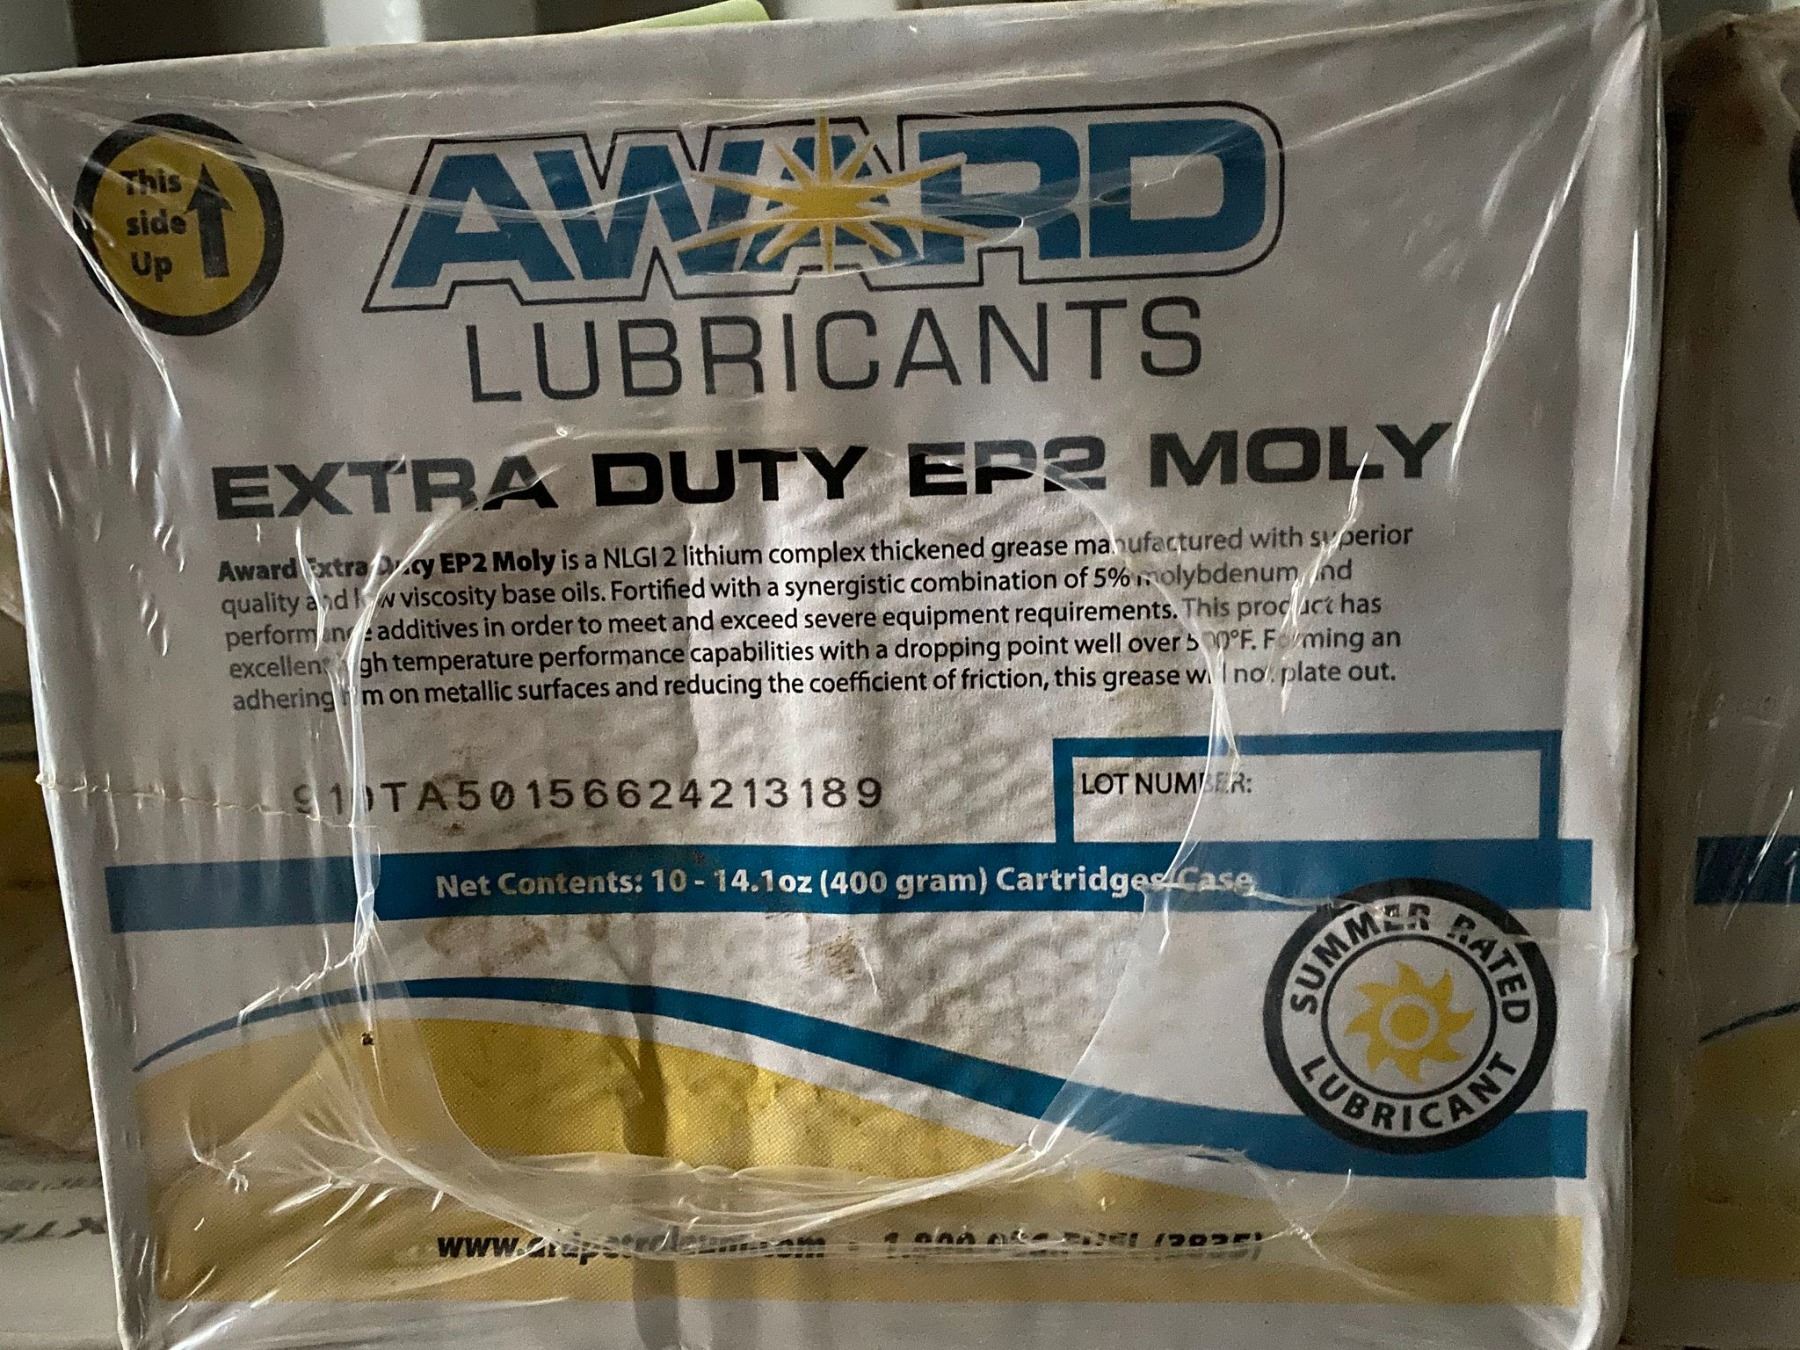 This
side
Up
AWARD
LUBRICANTS
EXTRA DUTY EP2 MOLY
Award Extra Duty EP2 Moly is a NLGI 2 lithium complex thickened grease manufactured with superior
quality and low viscosity base oils. Fortified with a synergistic combination of 5% molybdenum and
performance additives in order to meet and exceed severe equipment requirements. This product has
excellent high temperature performance capabilities with a dropping point well over 500°F. Forming an
adhering film on metallic surfaces and reducing the coefficient of friction, this grease will not plate out.
910TA50156624213189
LOT NUMBER:
Net Contents: 10 - 14.1oz (400 gram) Cartridges/Case
SUMMER RATED
LUBRICANT
(3835)